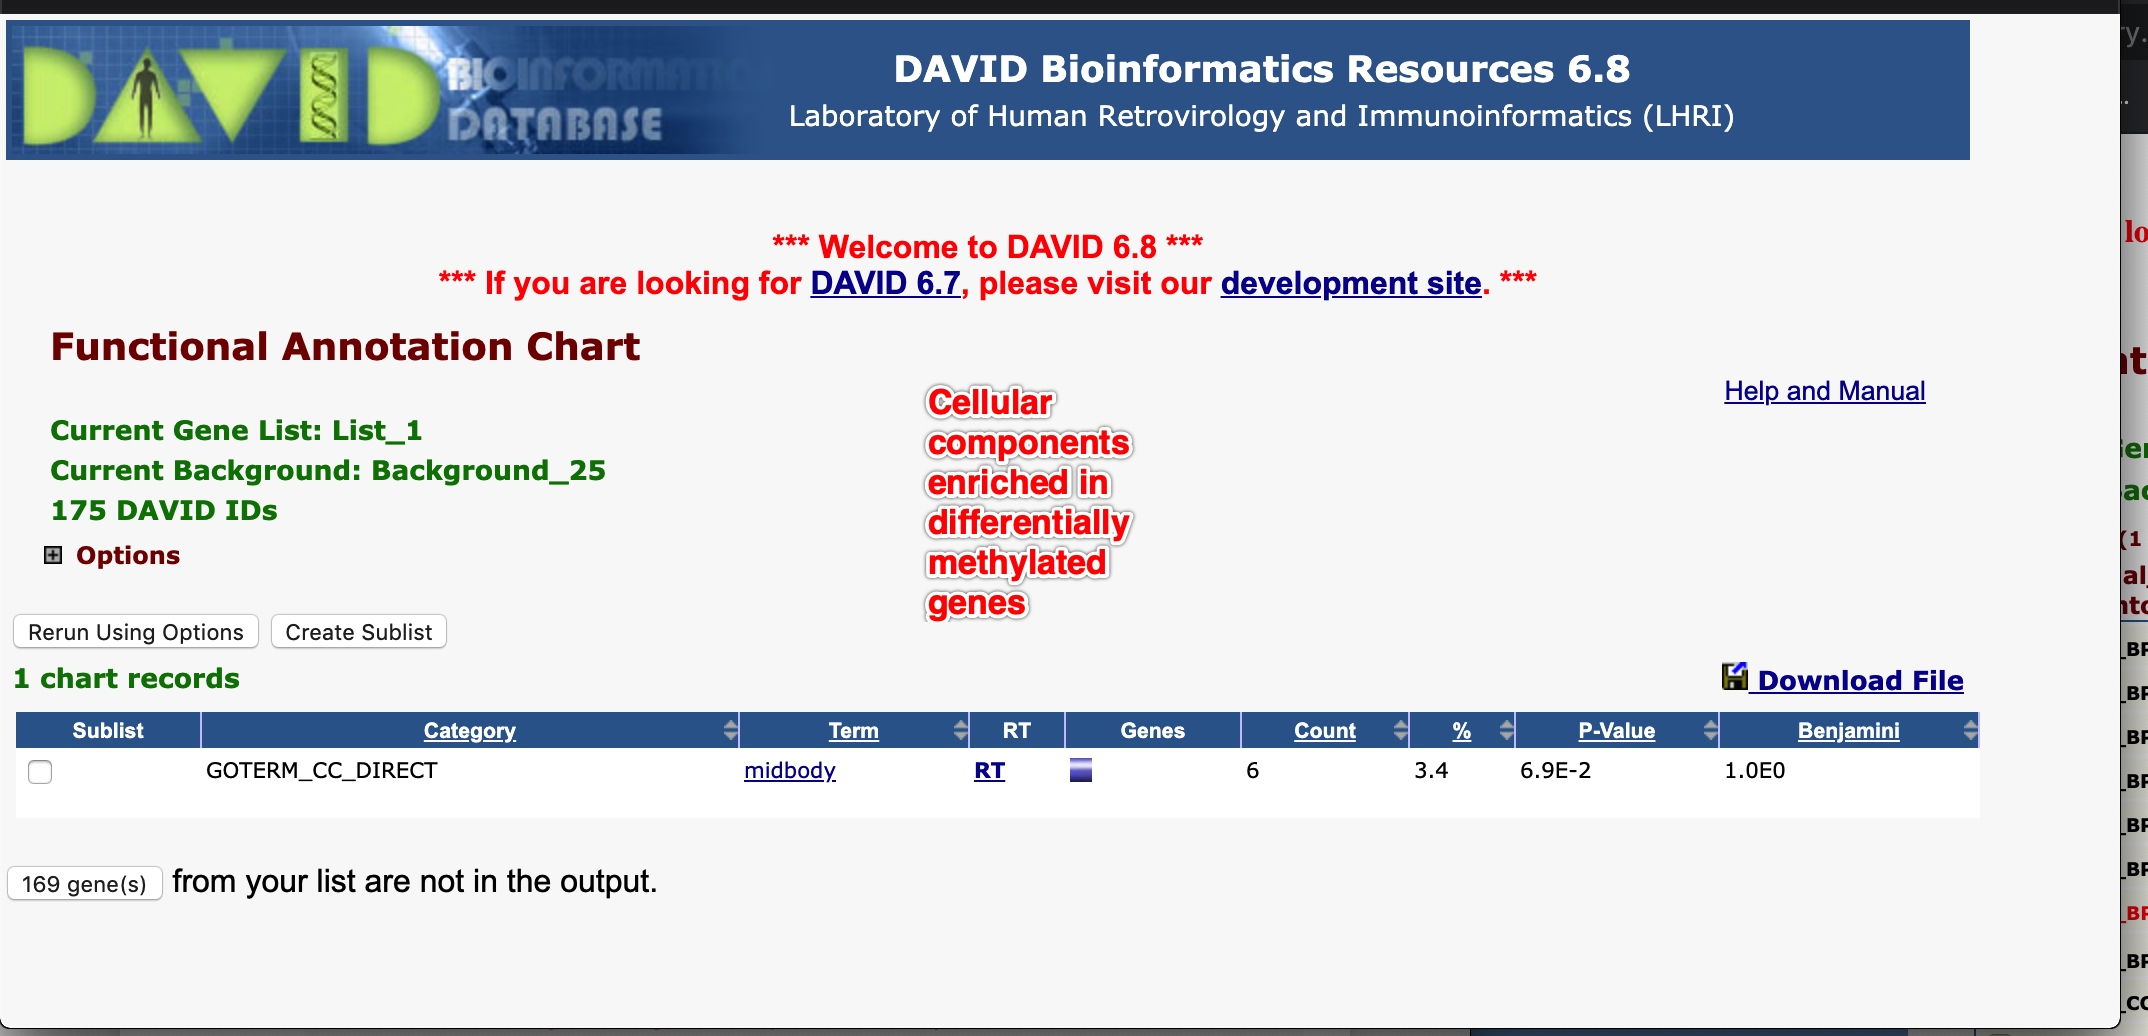 DAVID BIOINFORMATICS
DATABASE
DAVID Bioinformatics Resources 6.8
Laboratory of Human Retrovirology and Immunoinformatics (LHRI)
*** Welcome to DAVID 6.8 ***
*** If you are looking for DAVID 6.7, please visit our development site. ***
Functional Annotation Chart
Help and Manual
Cellular
components
enriched in
differentially
methylated
genes
Current Gene List: List_1
Current Background: Background_25
175 DAVID IDs
Options
Rerun Using Options Create Sublist
1 chart records
Download File
Sublist Category Term RT Genes Count % P-Value Benjamini
GOTERM_CC_DIRECT midbody RT 6 3.4 6.9E-2 1.0E0
169 gene(s) from your list are not in the output.